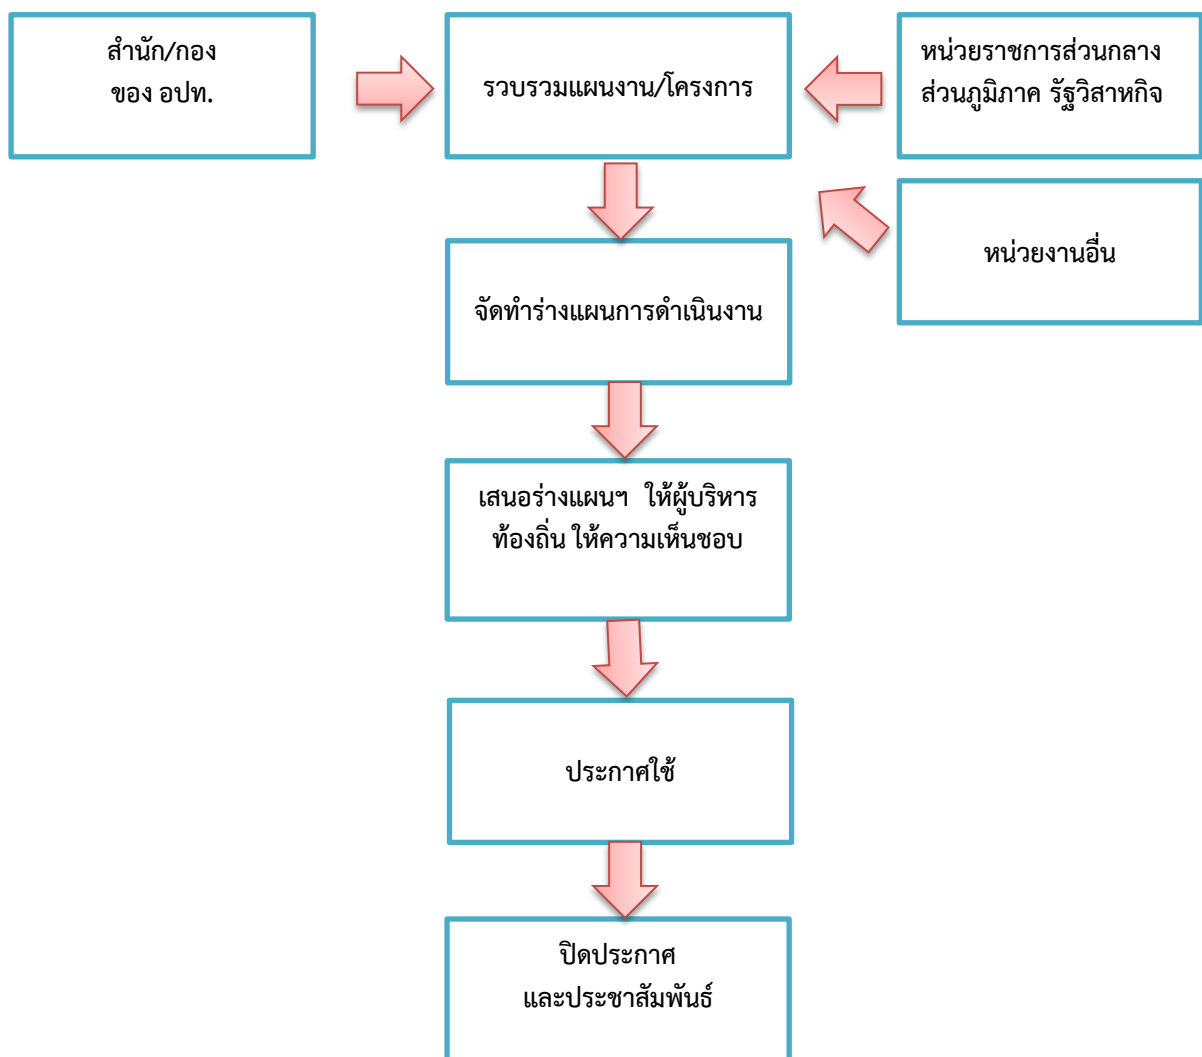 สำนัก/กอง
ของ อปท.
รวบรวมแผนงาน/โครงการ
หน่วยราชการส่วนกลาง
ส่วนภูมิภาค รัฐวิสาหกิจ
หน่วยงานอื่น
จัดทำร่างแผนการดำเนินงาน
เสนอร่างแผนฯ ให้ผู้บริหาร
ท้องถิ่น ให้ความเห็นชอบ
ประกาศใช้
ปิดประกาศ
และประชาสัมพันธ์